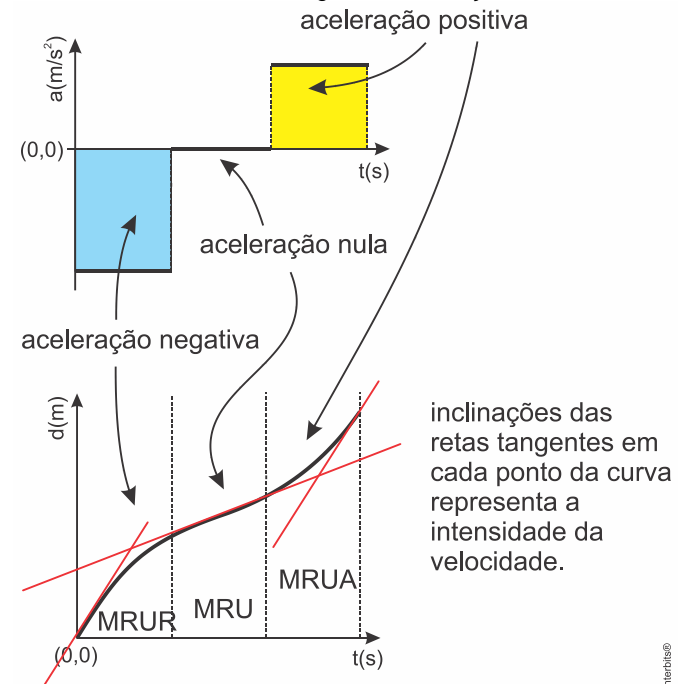 aceleração positiva
a(m/s²)
(0,0)
t(s)
aceleração nula
aceleração negativa
d(m)
inclinações das
retas tangentes em
cada ponto da curva
representa a
intensidade da
velocidade.
MRUR
MRU
MRUA
(0,0)
t(s)